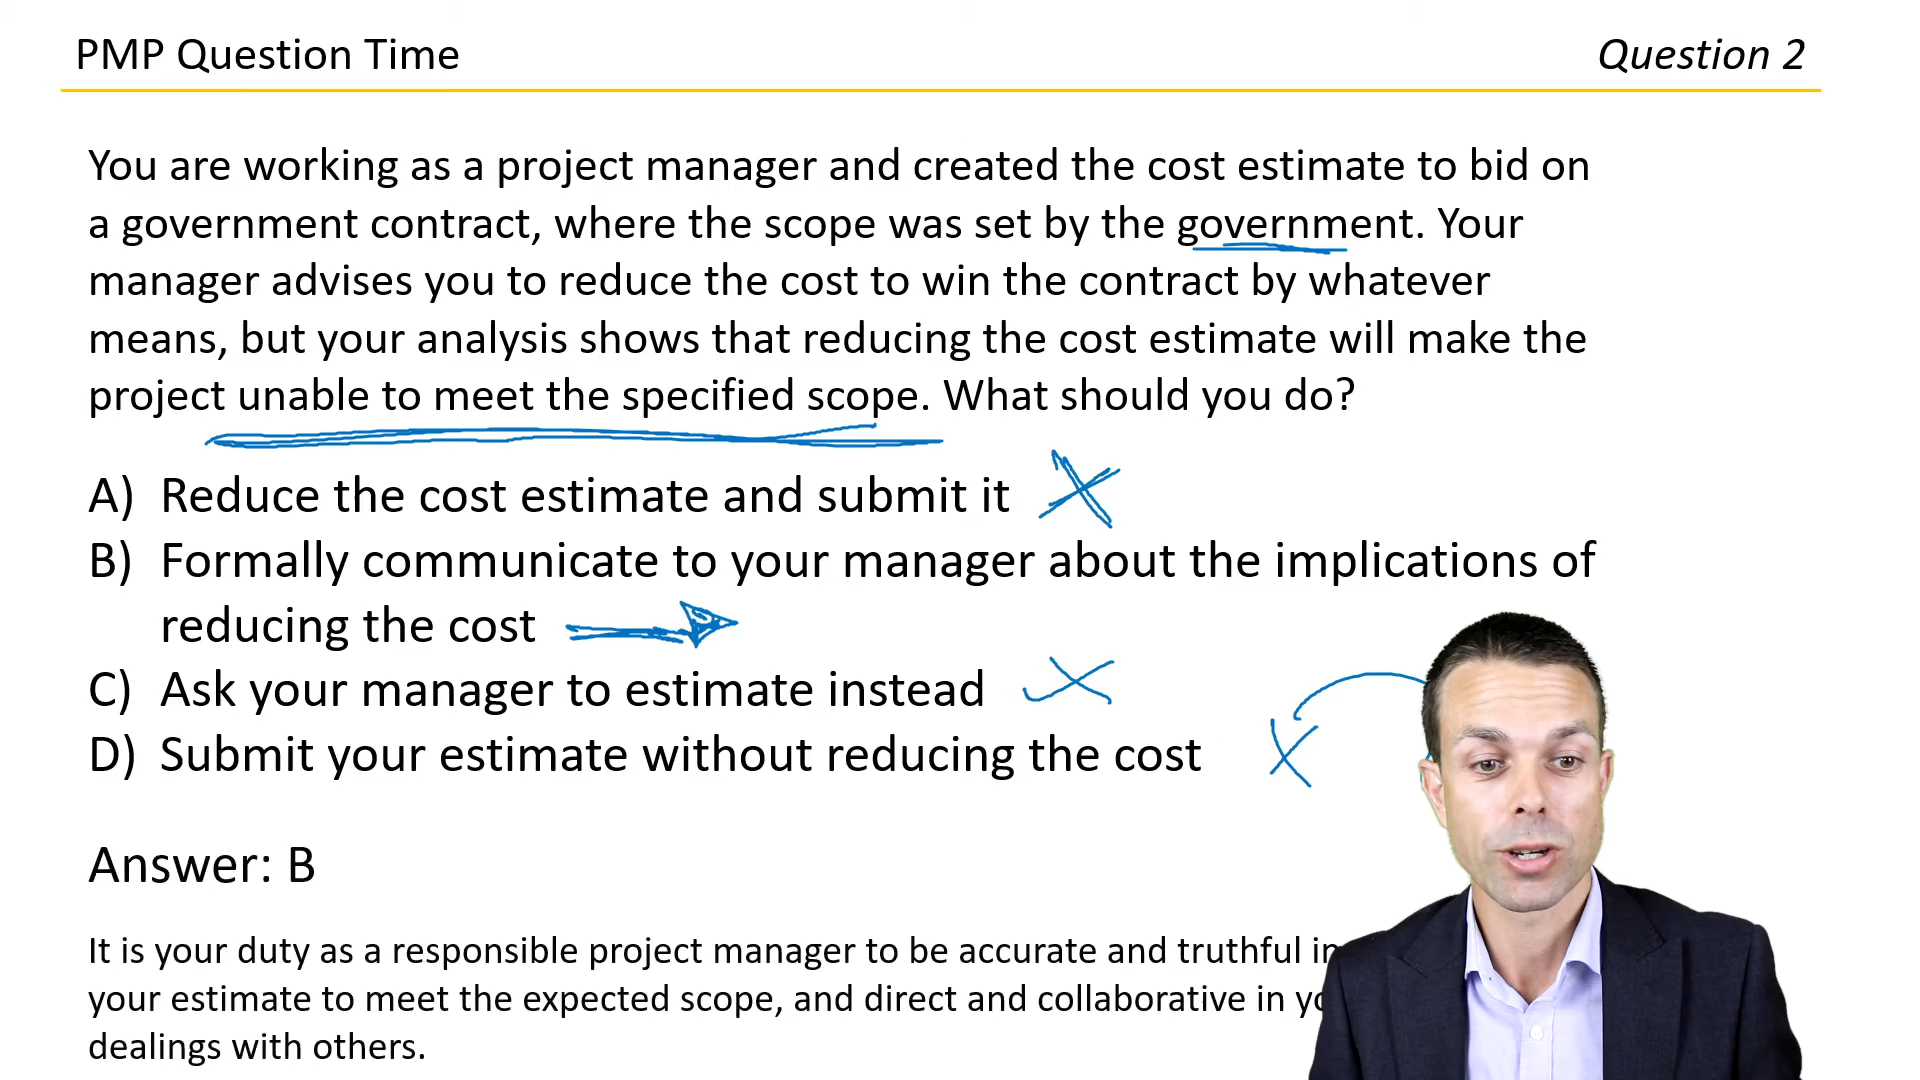 PMP Question Time
Question 2
You are working as a project manager and created the cost estimate to bid on
a government contract, where the scope was set by the government. Your
manager advises you to reduce the cost to win the contract by whatever
means, but your analysis shows that reducing the cost estimate will make the
project unable to meet the specified scope. What should you do?
A) Reduce the cost estimate and submit it
B) Formally communicate to your manager about the implications of
reducing the cost
C) Ask your manager to estimate instead
D) Submit your estimate without reducing the cost
Answer: B
It is your duty as a responsible project manager to be accurate and truthful in
your estimate to meet the expected scope, and direct and collaborative in
dealings with others.